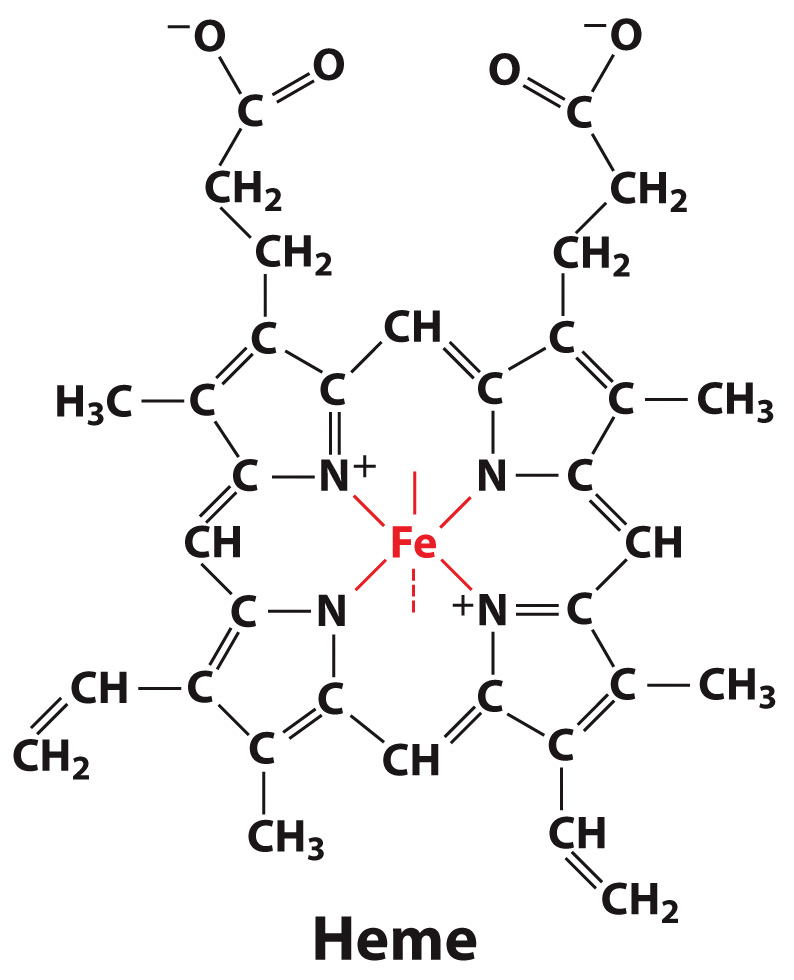 ⁻O O O ⁻O
C C
CH₂ CH₂
CH₂ CH₂
C CH C
H₃C C C C C CH₃
C N⁺ N C
CH Fe CH
C N ⁺N C
CH C C C C CH₃
CH₂ C CH C
CH₃ CH
CH₂
Heme